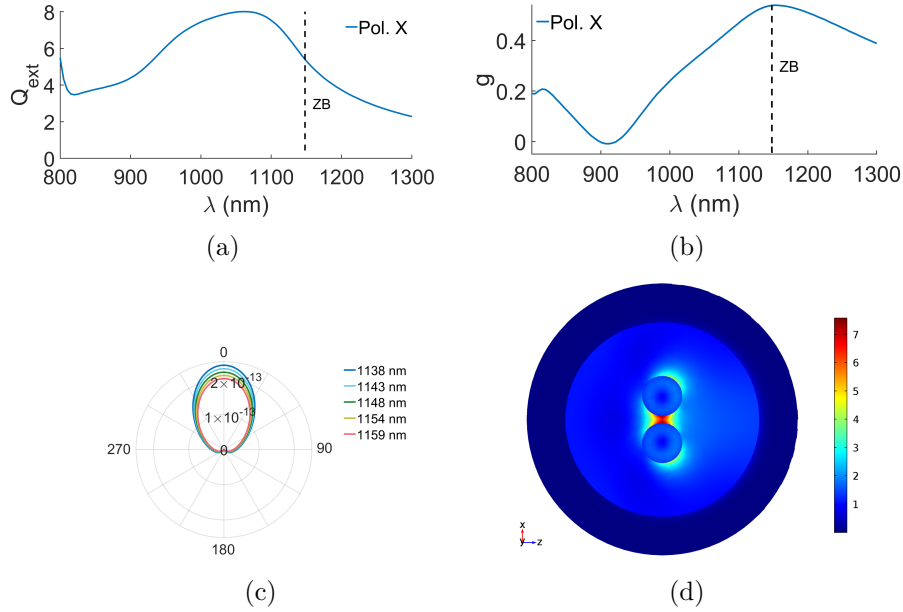 8
6
4
2
0
Q_ext
Pol. X
ZB
800 900 1000 1100 1200 1300
λ (nm)
(a)
0.4
0.2
0
g
Pol. X
ZB
800 900 1000 1100 1200 1300
λ (nm)
(b)
0
2×10^-13
1×10^-13
0
270
90
180
1138 nm
1143 nm
1148 nm
1154 nm
1159 nm
(c)
7
6
5
4
3
2
1
x
y z
(d)